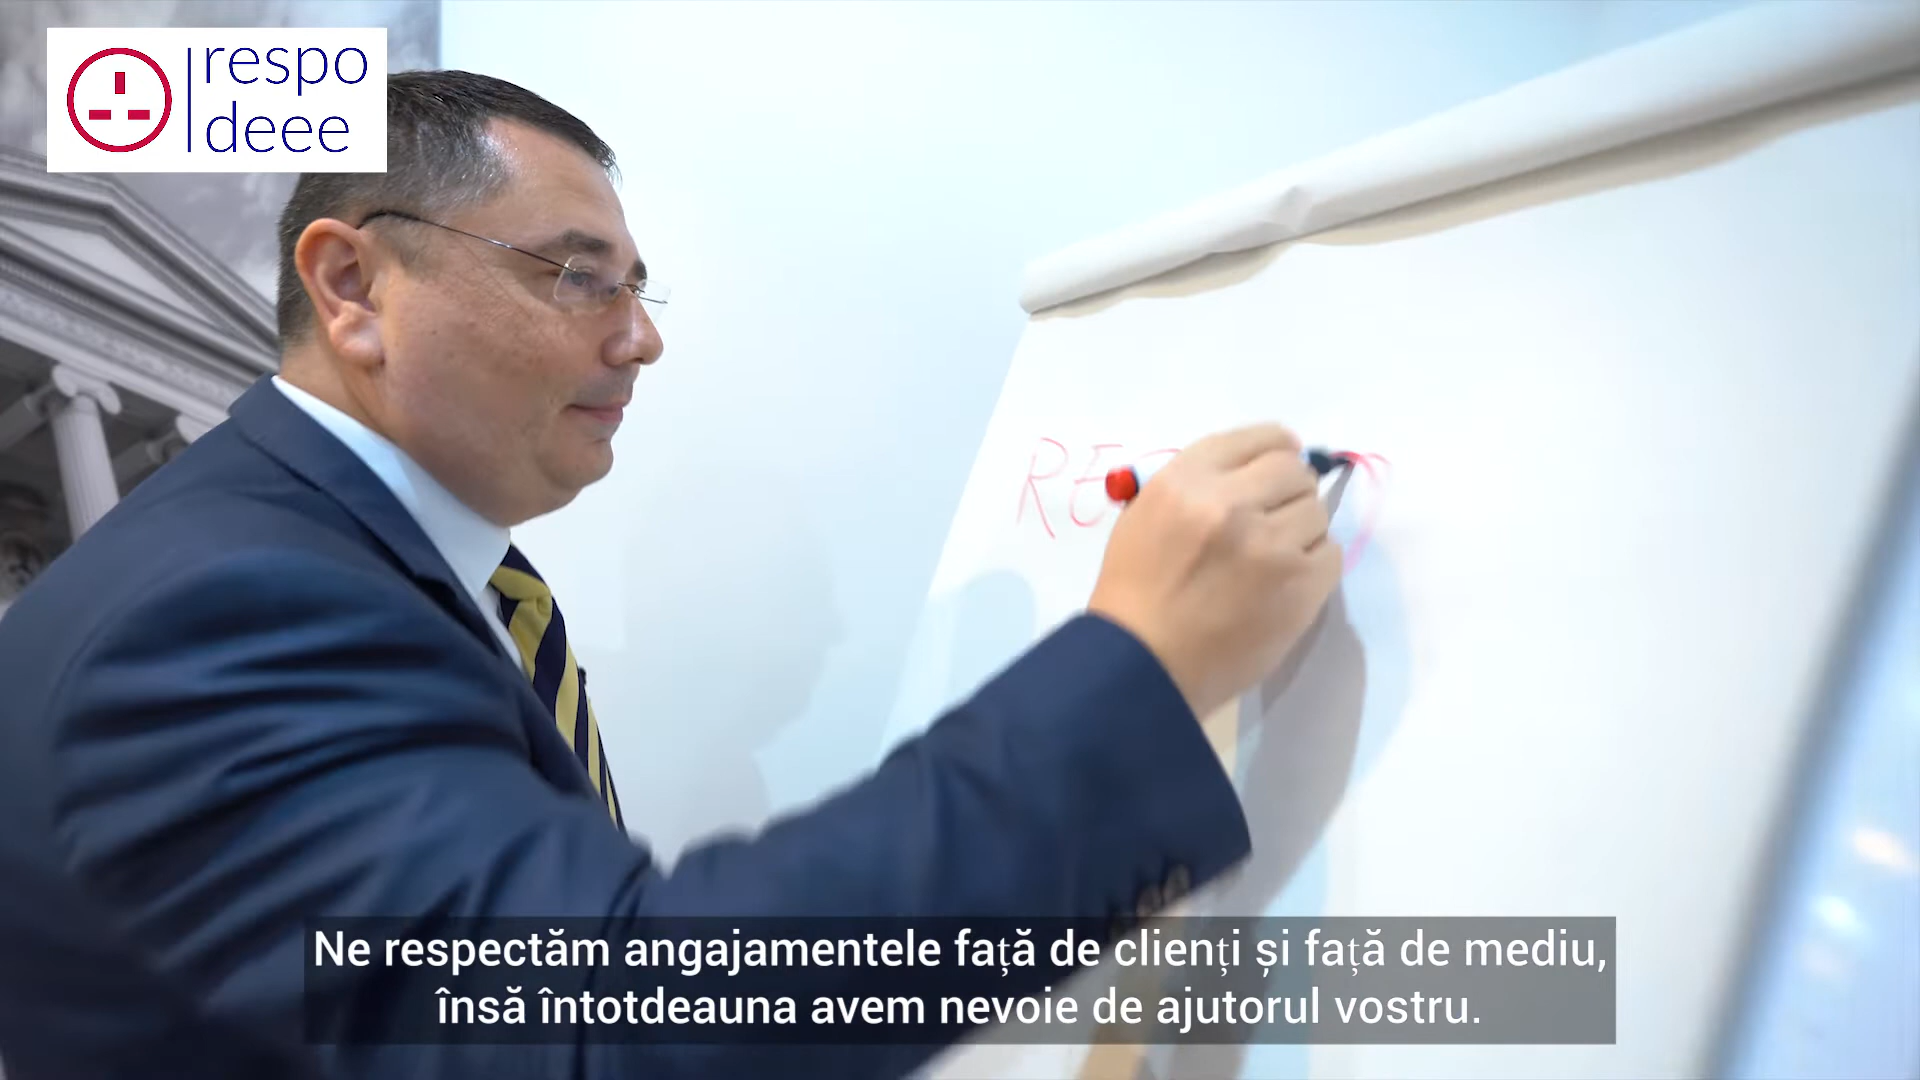 respo
deee
RE
Ne respectăm angajamentele față de clienți și față de mediu,
însă întotdeauna avem nevoie de ajutorul vostru.